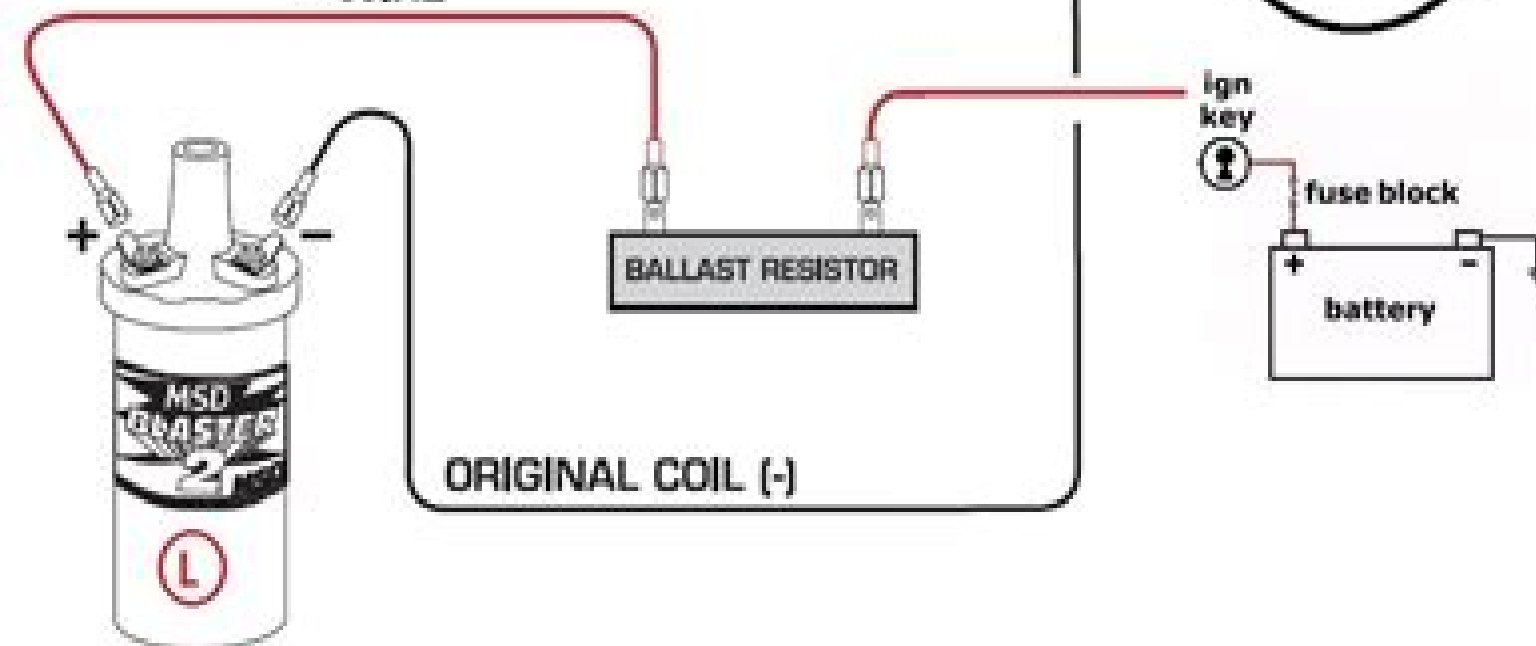 ign
key
fuse block
+
-
+
-
BALLAST RESISTOR
battery
MSD
BLASTER
2
ORIGINAL COIL (-)
L